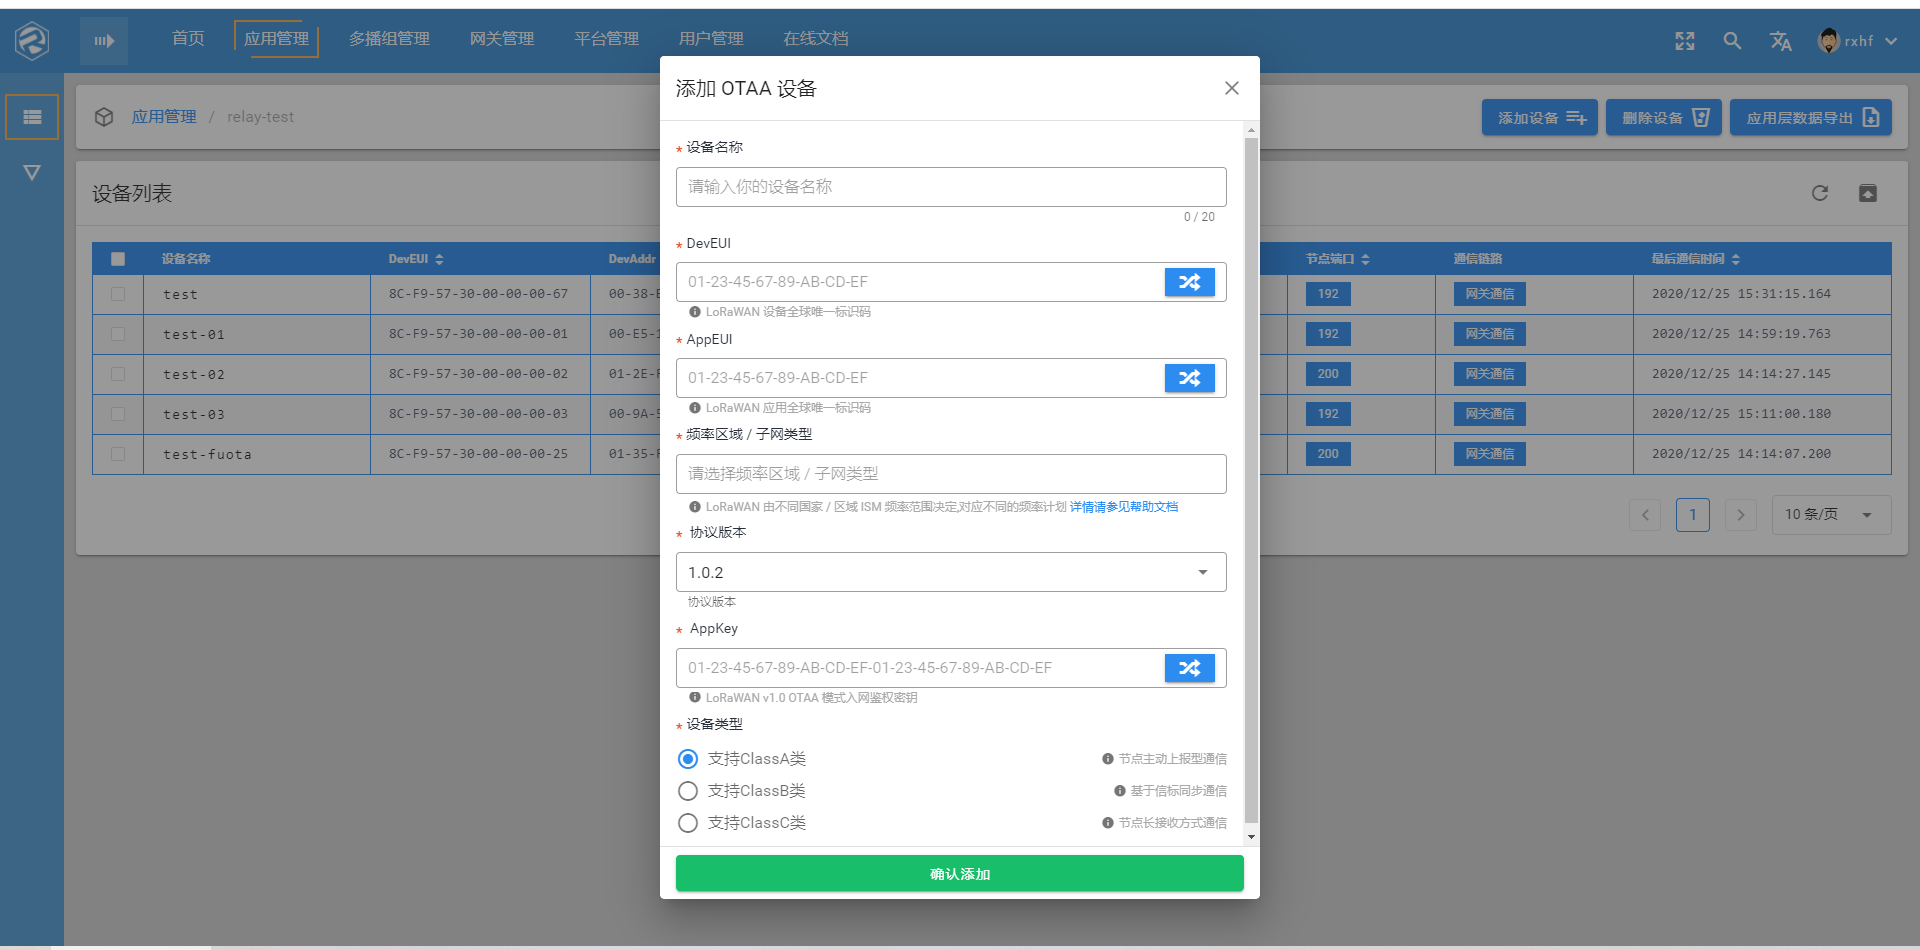 首页
应用管理
多播组管理
网关管理
平台管理
用户管理
在线文档
rxhf
应用管理 / relay-test
添加设备
删除设备
应用层数据导出
设备列表
设备名称 DevEUI DevAddr 节点端口 通信链路 最后通信时间
test 8C-F9-57-30-00-00-00-67 00-38- 192 网关通信 2020/12/25 15:31:15.164
test-01 8C-F9-57-30-00-00-00-01 00-E5- 192 网关通信 2020/12/25 14:59:19.763
test-02 8C-F9-57-30-00-00-00-02 01-2E- 200 网关通信 2020/12/25 14:14:27.145
test-03 8C-F9-57-30-00-00-00-03 00-9A- 192 网关通信 2020/12/25 15:11:00.180
test-fuota 8C-F9-57-30-00-00-00-25 01-35- 200 网关通信 2020/12/25 14:14:07.200
1
10 条/页
添加 OTAA 设备
* 设备名称
请输入你的设备名称
0 / 20
* DevEUI
01-23-45-67-89-AB-CD-EF
LoRaWAN 设备全球唯一标识码
* AppEUI
01-23-45-67-89-AB-CD-EF
LoRaWAN 应用全球唯一标识码
* 频率区域 / 子网类型
请选择频率区域 / 子网类型
LoRaWAN 由不同国家 / 区域 ISM 频率范围决定,对应不同的频率计划 详情请参见帮助文档
* 协议版本
1.0.2
协议版本
* AppKey
01-23-45-67-89-AB-CD-EF-01-23-45-67-89-AB-CD-EF
LoRaWAN v1.0 OTAA 模式入网鉴权密钥
* 设备类型
支持ClassA类 节点主动上报型通信
支持ClassB类 基于信标同步通信
支持ClassC类 节点长接收方式通信
确认添加